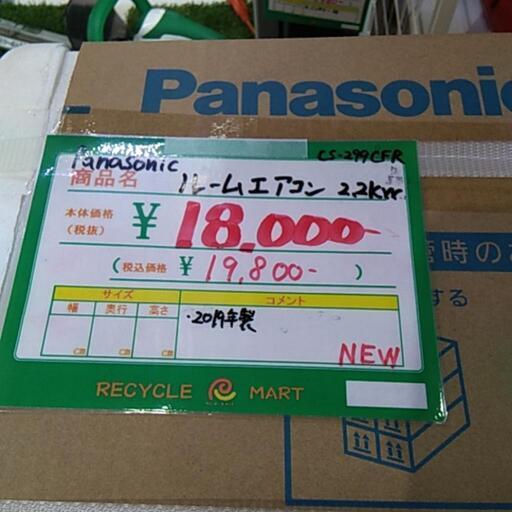 Panasonic
Panasonic
CS-299CFR
商品名 ルームエアコン 2.2kw
本体価格
(税抜)
¥ 18,000-
( 税込価格 ¥ 19,800- )
サイズ
コメント
幅 奥行 高さ
・2019年製
cm cm cm
NEW
RECYCLE MART
管時のお
する